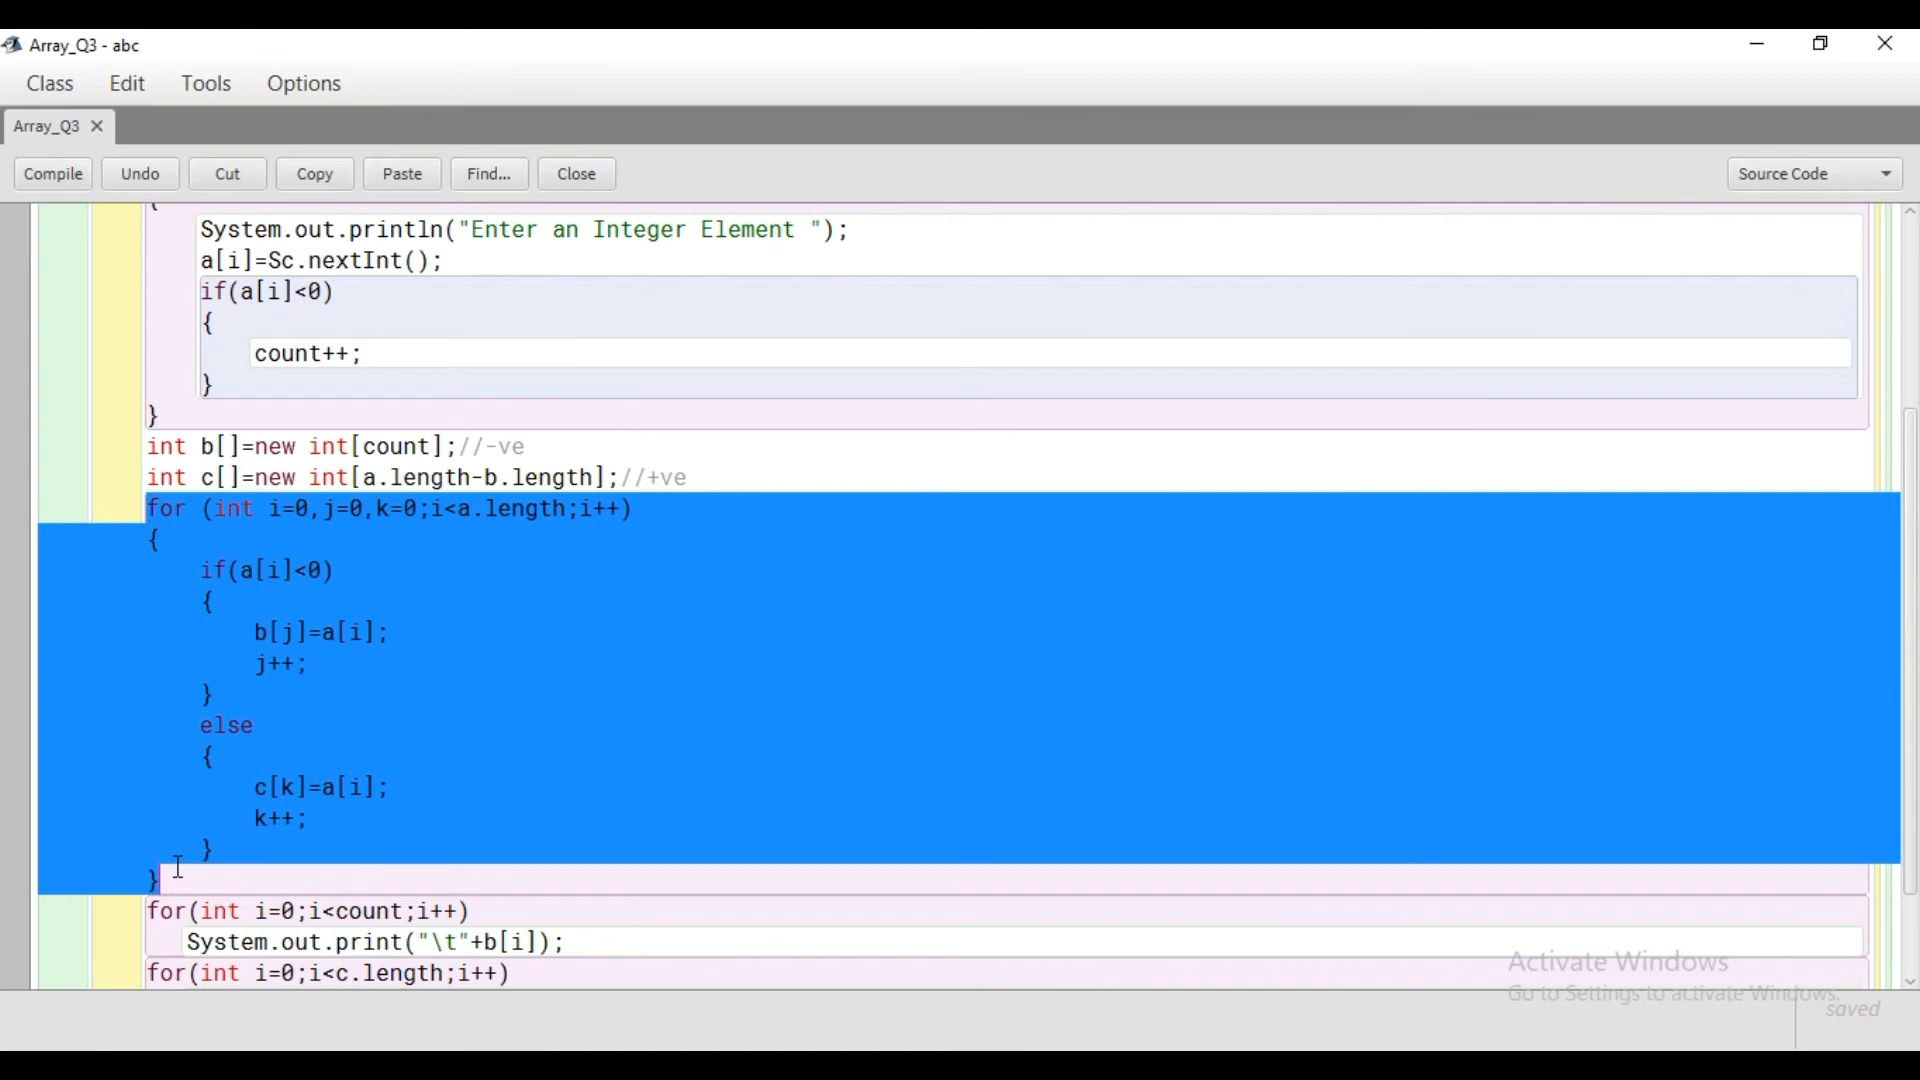 Array_Q3 - abc
Class Edit Tools Options
Array_Q3
Compile Undo Cut Copy Paste Find... Close Source Code
{
System.out.println("Enter an Integer Element ");
a[i]=Sc.nextInt();
if(a[i]<0)
{
count++;
}
}
int b[]=new int[count];//-ve
int c[]=new int[a.length-b.length];//+ve
for (int i=0,j=0,k=0;i<a.length;i++)
{
if(a[i]<0)
{
b[j]=a[i];
j++;
}
else
{
c[k]=a[i];
k++;
}
}
for(int i=0;i<count;i++)
System.out.print("\t"+b[i]);
for(int i=0;i<c.length;i++)
Activate Windows
Go to Settings to activate Windows.
saved